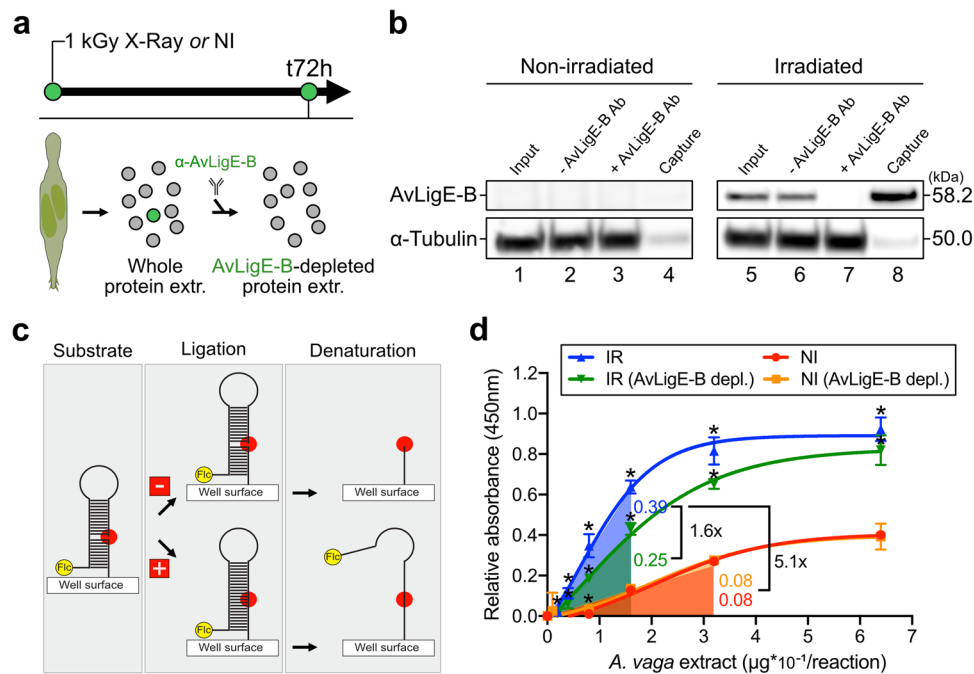 a
1 kGy X-Ray or NI
t72h
α-AvLigE-B
Whole
protein extr.
AvLigE-B-depleted
protein extr.
b
Non-irradiated
Irradiated
Input
- AvLigE-B Ab
+ AvLigE-B Ab
Capture
Input
- AvLigE-B Ab
+ AvLigE-B Ab
Capture
(kDa)
AvLigE-B
58.2
α-Tubulin
50.0
1 2 3 4 5 6 7 8
c
Substrate
Ligation
Denaturation
Flc
Well surface
-
+
Flc
Well surface
Flc
Well surface
Well surface
Flc
Well surface
d
IR
NI
IR (AvLigE-B depl.)
NI (AvLigE-B depl.)
Relative absorbance (450nm)
1.2
1.0
0.8
0.6
0.4
0.2
0.0
* * * * * * * * * * *
0.39
0.25
1.6x
5.1x
0.08
0.08
0 1 2 3 4 5 6 7
A. vaga extract (µg*10⁻¹/reaction)